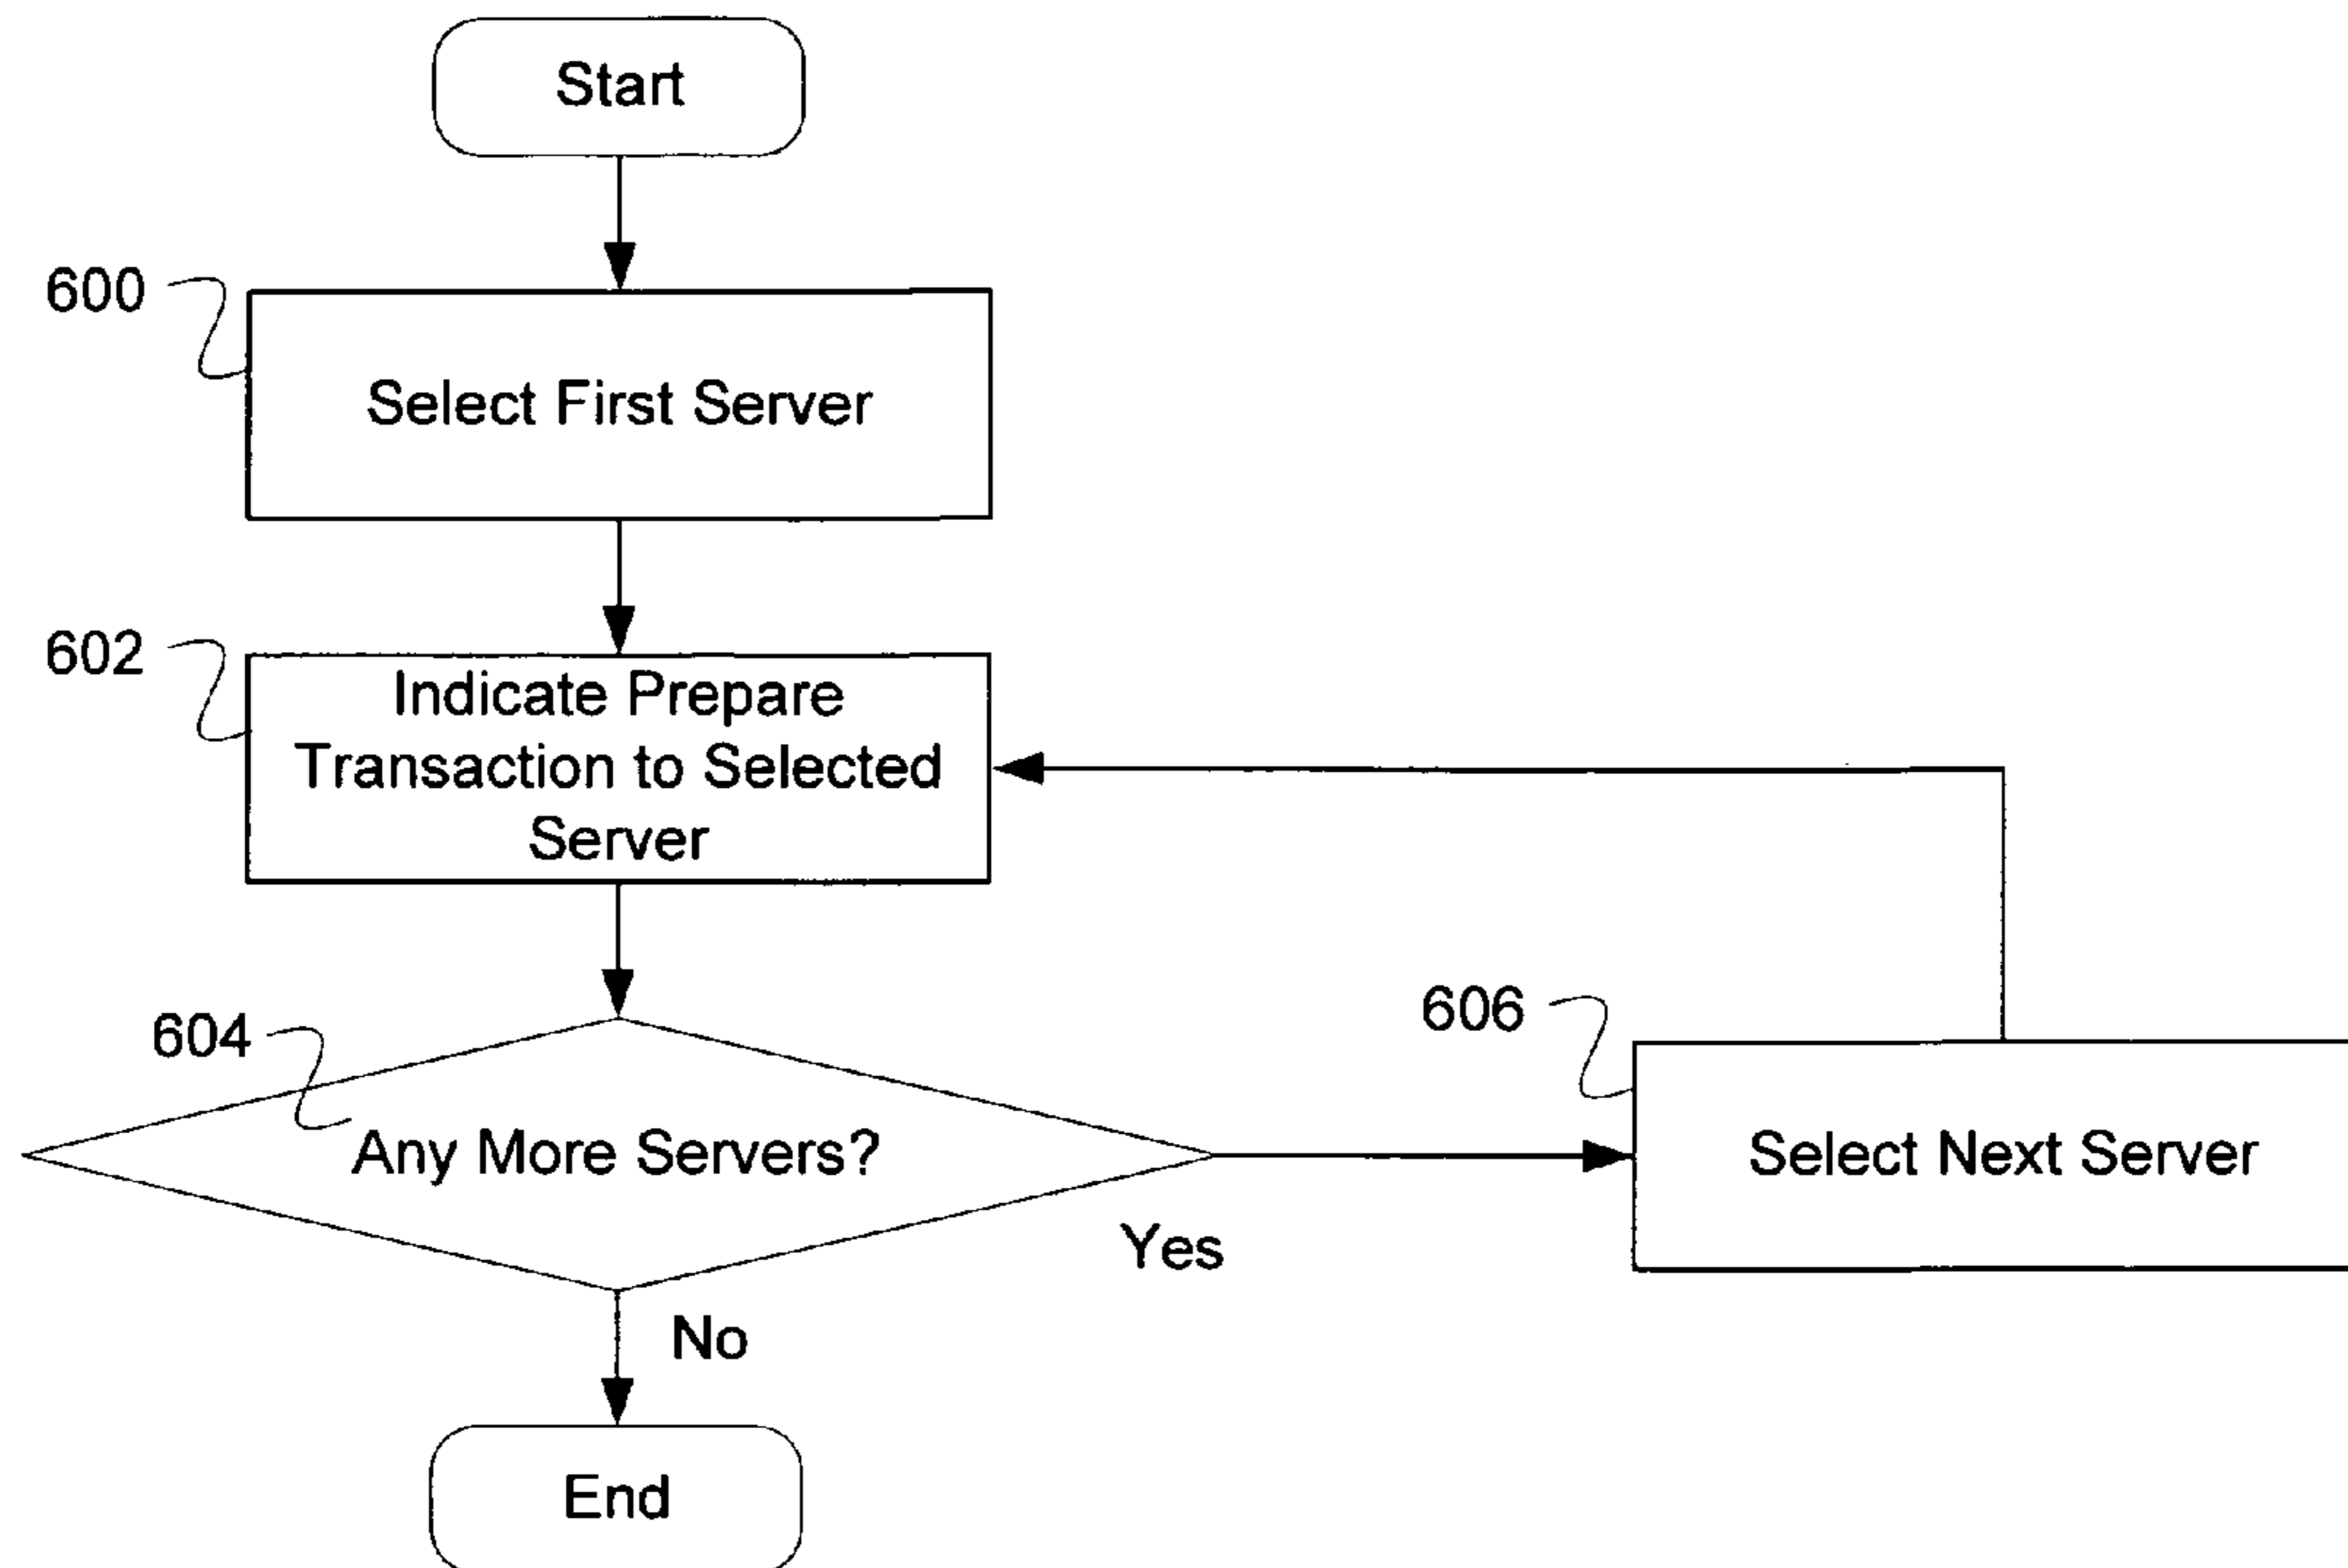 Start
600
Select First Server
602
Indicate Prepare
Transaction to Selected
Server
604
Any More Servers?
606
Select Next Server
Yes
No
End